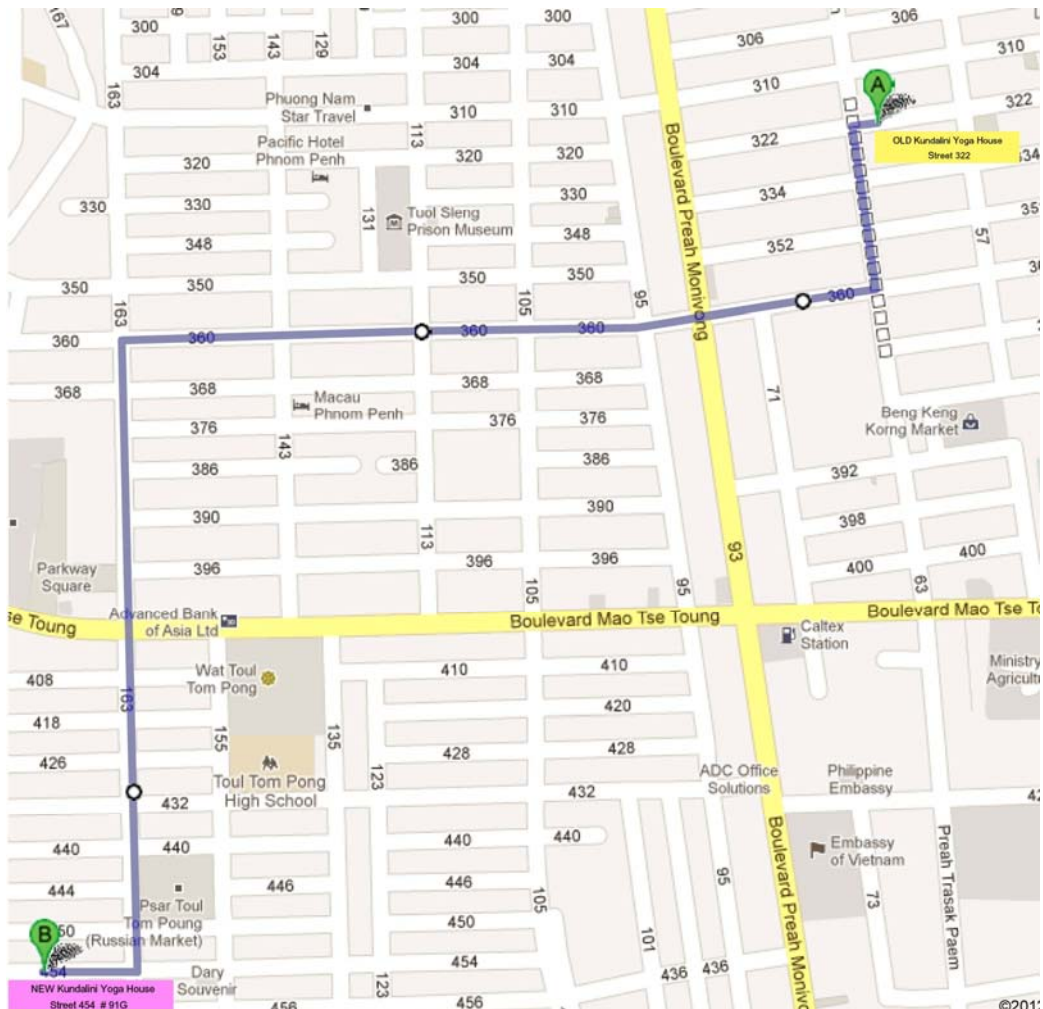 167
300
153
143
129
300
300
306
306
304
163
304
304
310
310
Phuong Nam
Star Travel
310
310
A
322
Pacific Hotel
Phnom Penh
113
322
OLD Kundalini Yoga House
Street 322
320
320
320
330
330
131
Tuol Sleng
Prison Museum
330
334
348
348
352
57
350
350
350
350
105
95
Boulevard Preah Monivong
163
360
360
360
360
360
368
368
368
368
71
Macau
Phnom Penh
376
376
376
Beng Keng
Korng Market
143
386
386
386
392
390
390
113
398
93
400
400
396
396
396
Parkway
Square
105
95
63
Advanced Bank
of Asia Ltd
se Toung
Boulevard Mao Tse Toung
Boulevard Mao Tse To
Caltex
Station
410
410
Wat Toul
Tom Pong
Ministry
Agricultu
408
163
420
418
155
135
428
428
426
123
Toul Tom Pong
High School
ADC Office
Solutions
Philippine
Embassy
432
432
440
440
440
440
Embassy
of Vietnam
Boulevard Preah Monivo
Preah Trasak Paem
444
446
446
95
73
Psar Toul
Tom Poung
(Russian Market)
105
450
B
101
454
454
436
436
Dary
Souvenir
123
NEW Kundalini Yoga House
Street 454 # 91G
456
456
©2012